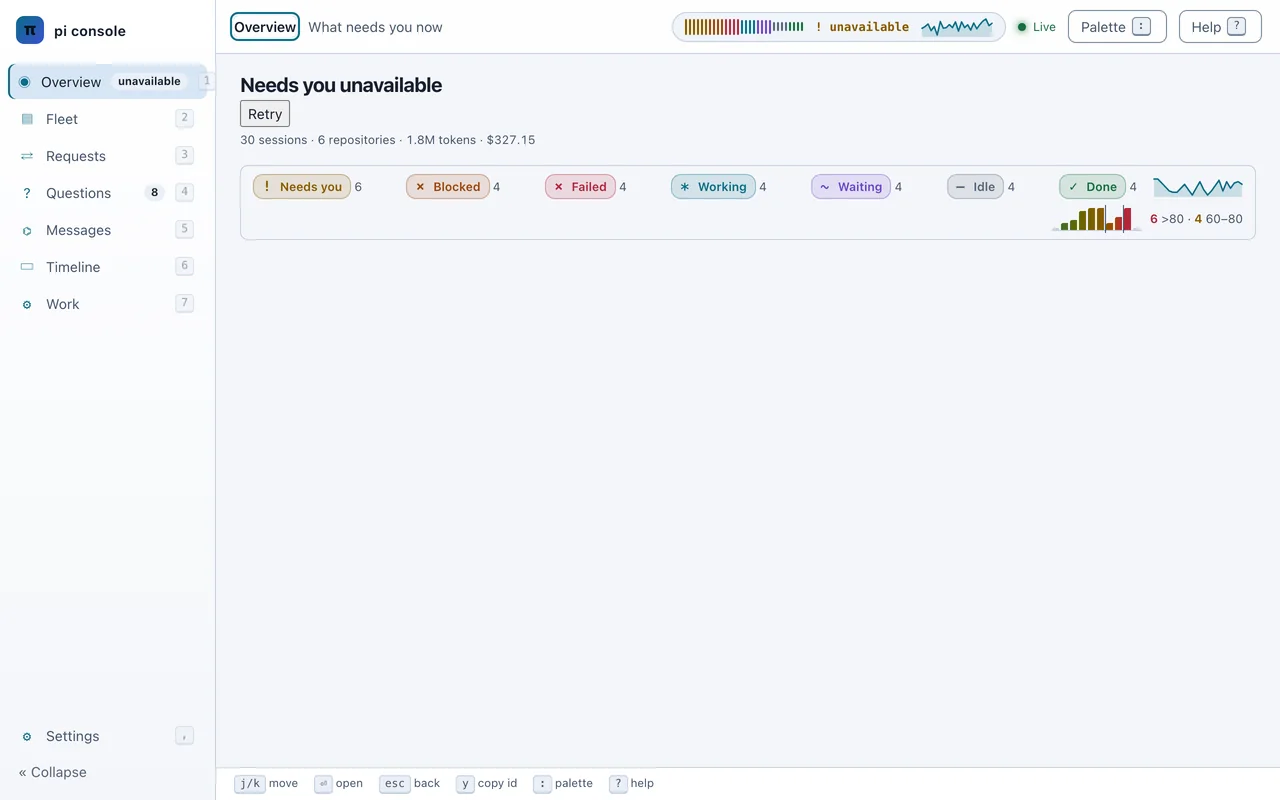 π pi console
Overview unavailable 1
Fleet 2
Requests 3
? Questions 8 4
Messages 5
Timeline 6
Work 7
Settings ,
« Collapse
Overview What needs you now
! unavailable
Live
Palette :
Help ?
Needs you unavailable
Retry
30 sessions · 6 repositories · 1.8M tokens · $327.15
! Needs you 6
× Blocked 4
× Failed 4
∗ Working 4
~ Waiting 4
— Idle 4
✓ Done 4
6 >80 · 4 60–80
j/k move ⏎ open esc back y copy id : palette ? help